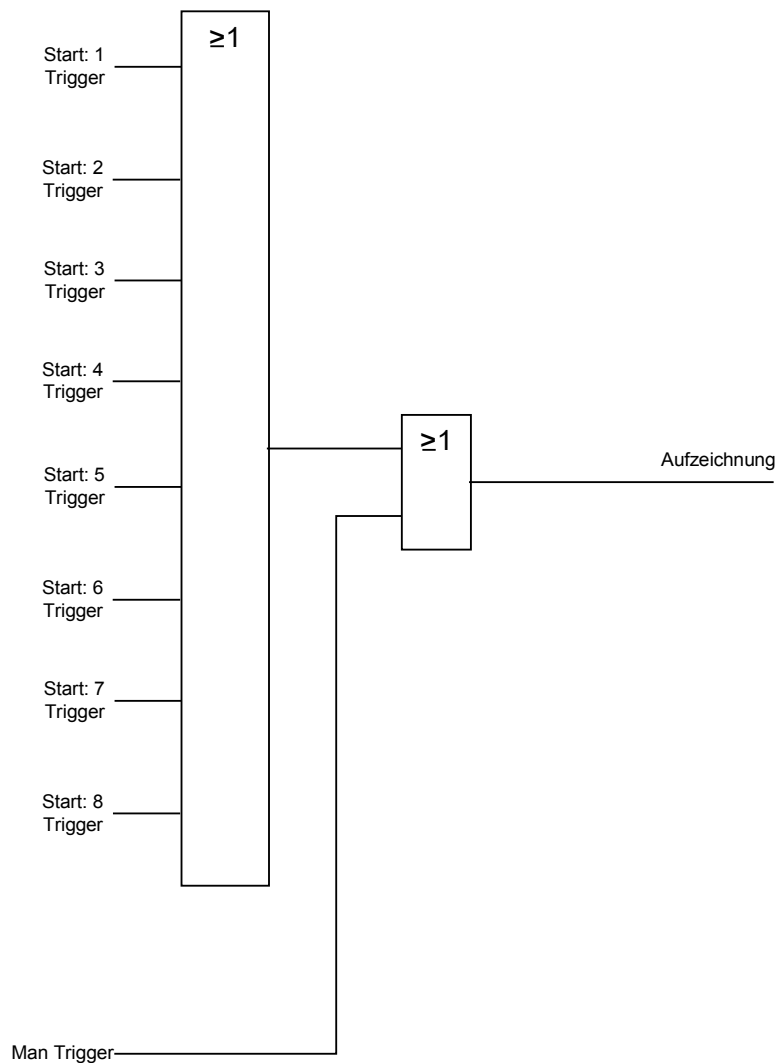 ≥1
Start: 1
Trigger
Start: 2
Trigger
Start: 3
Trigger
Start: 4
Trigger
≥1
Aufzeichnung
Start: 5
Trigger
Start: 6
Trigger
Start: 7
Trigger
Start: 8
Trigger
Man Trigger